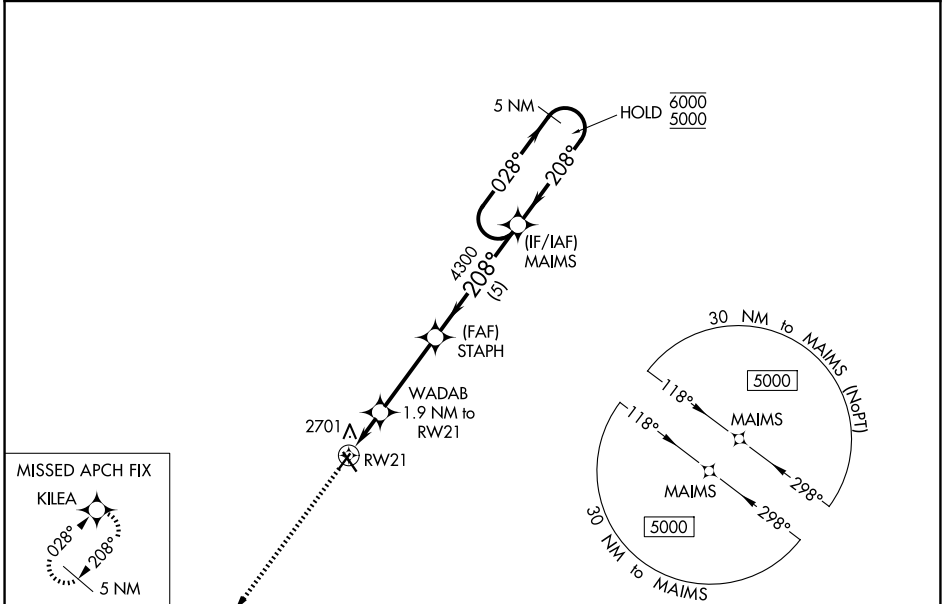 5 NM
HOLD
6000
5000
028°
208°
(IF/IAF)
MAIMS
4300
208°
(5)
(FAF)
STAPH
WADAB
1.9 NM to
RW21
2701
RW21
30 NM to MAIMS (NoPT)
5000
118°
MAIMS
298°
118°
MAIMS
298°
5000
30 NM to MAIMS
MISSED APCH FIX
KILEA
028°
208°
5 NM